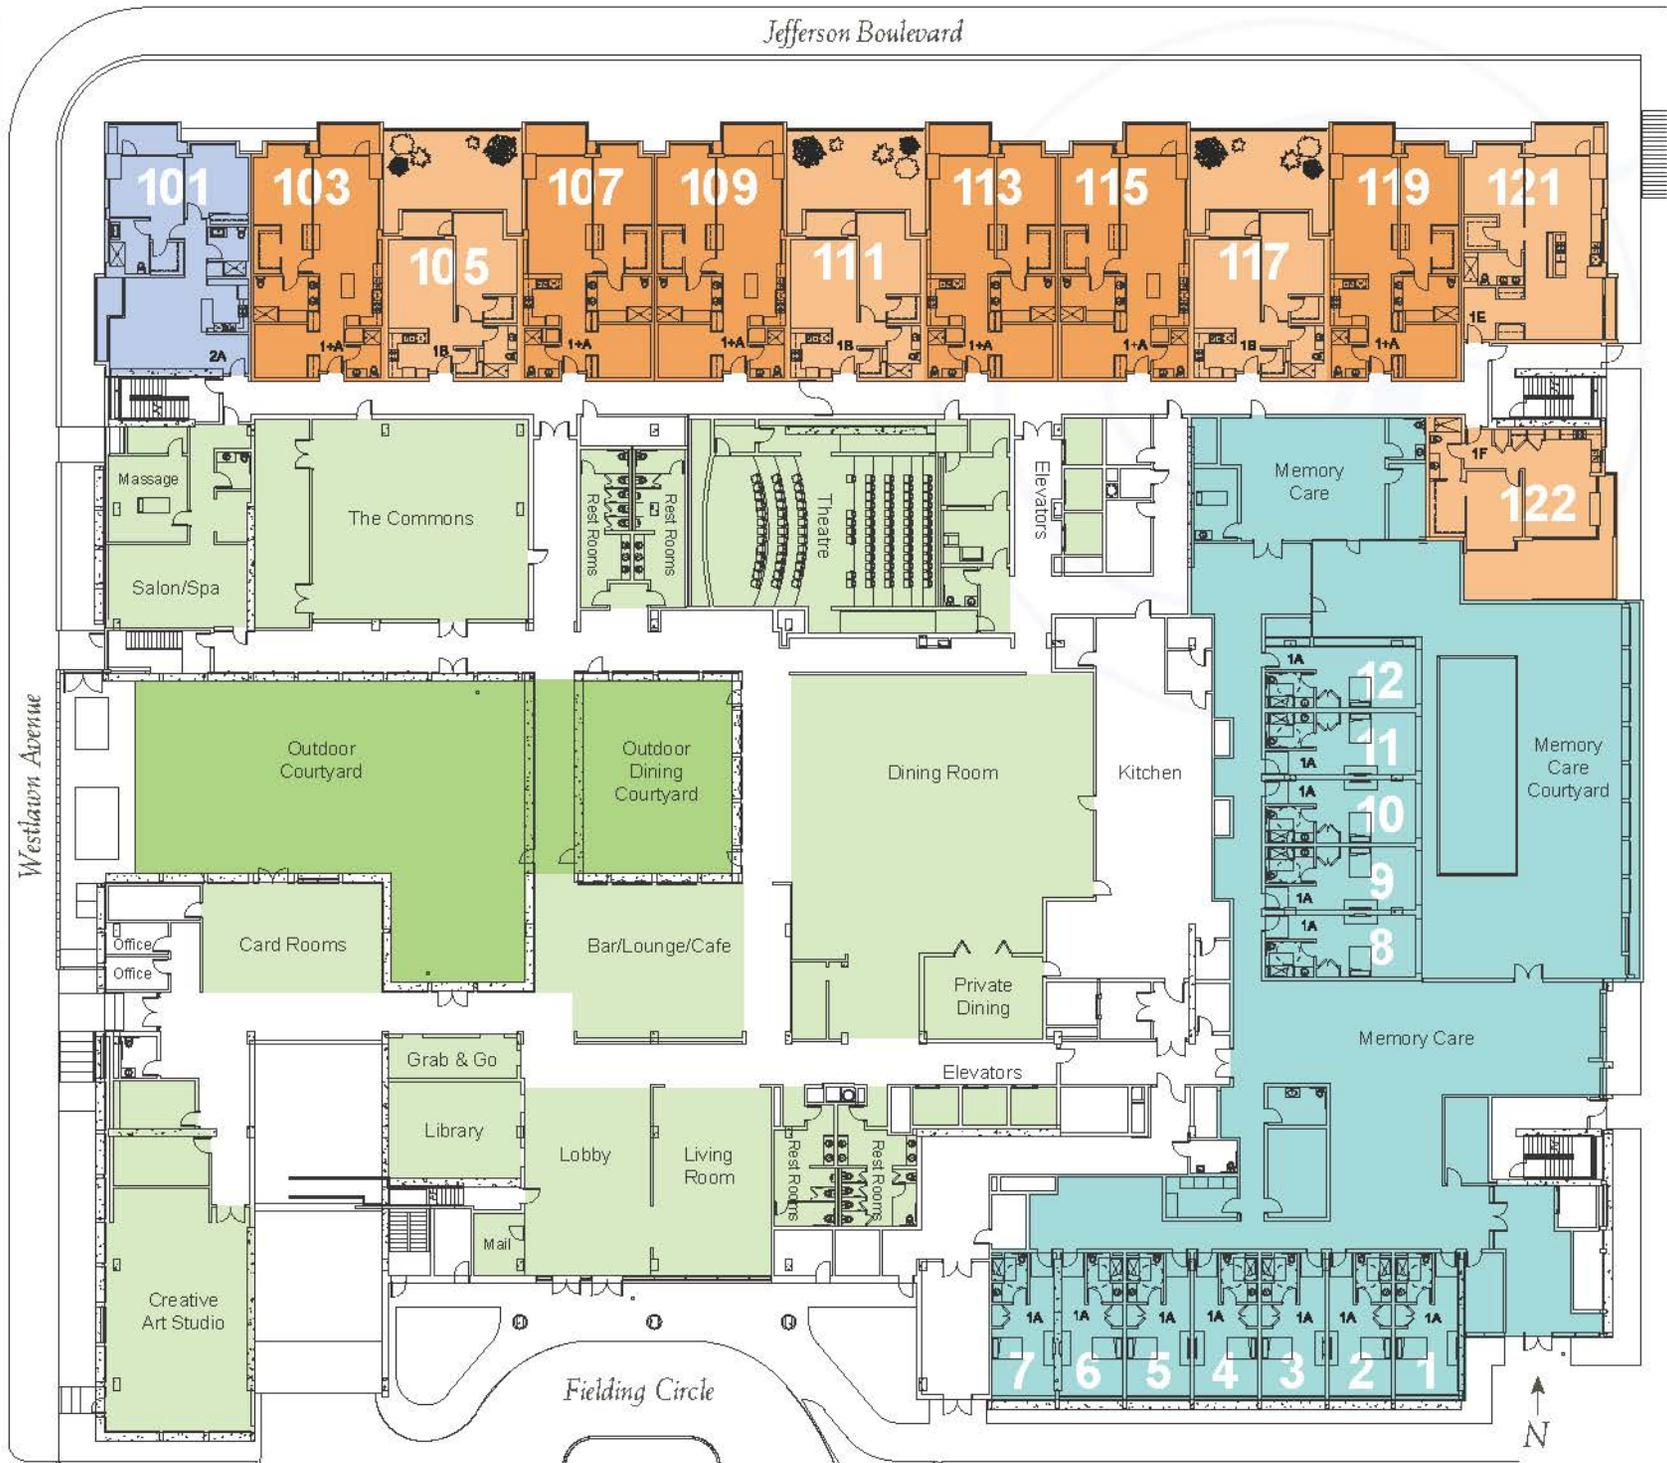 Jefferson Boulevard
101
103
105
107
109
111
113
115
117
119
121
2A
1+A
1B
1+A
1+A
1B
1+A
1+A
1B
1+A
1E
Massage
Salon/Spa
The Commons
Rest Rooms
Rest Rooms
Theatre
Elevators
Memory
Care
1F
122
Westlawn Avenue
Outdoor
Courtyard
Outdoor
Dining
Courtyard
Dining Room
Kitchen
1A
12
11
1A
1A
10
9
1A
1A
8
Memory
Care
Courtyard
Office
Office
Card Rooms
Bar/Lounge/Cafe
Private
Dining
Memory Care
Grab & Go
Elevators
Library
Lobby
Living
Room
Rest Rooms
Rest Rooms
Mail
Creative
Art Studio
Fielding Circle
1A
1A
1A
1A
1A
1A
1A
7
6
5
4
3
2
1
N